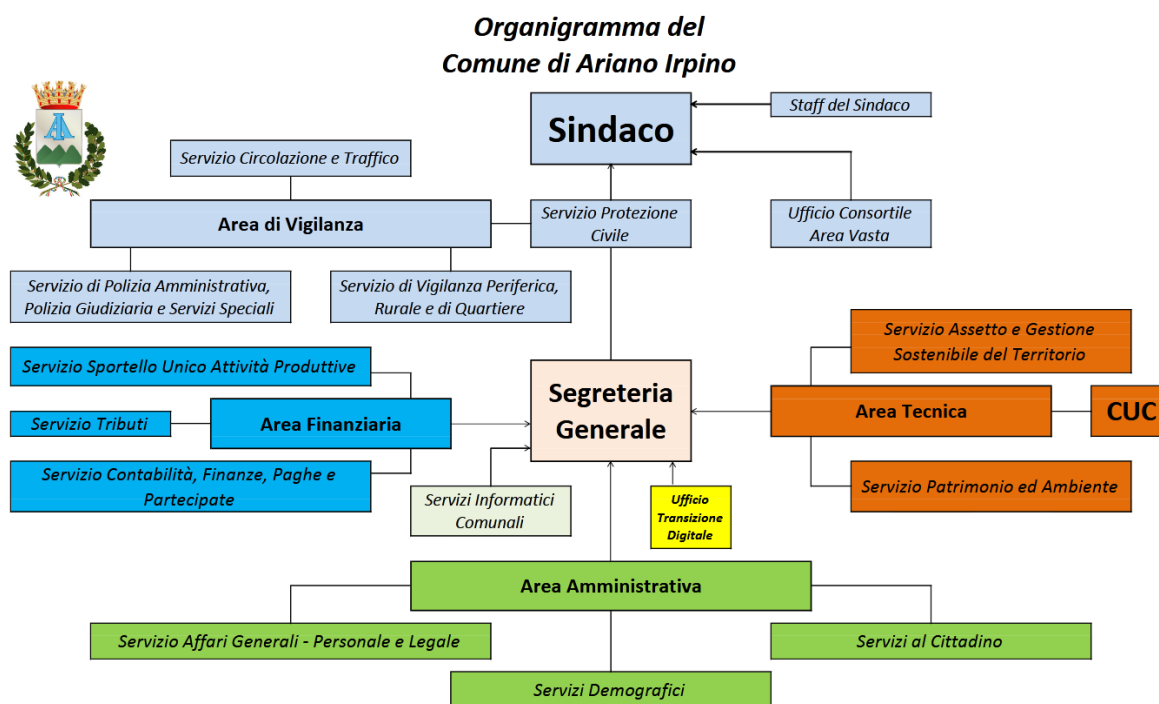 Organigramma del
Comune di Ariano Irpino
Sindaco
Staff del Sindaco
Servizio Circolazione e Traffico
Area di Vigilanza
Servizio Protezione
Civile
Ufficio Consortile
Area Vasta
Servizio di Polizia Amministrativa,
Polizia Giudiziaria e Servizi Speciali
Servizio di Vigilanza Periferica,
Rurale e di Quartiere
Servizio Assetto e Gestione
Sostenibile del Territorio
Servizio Sportello Unico Attività Produttive
Segreteria
Generale
Area Tecnica
CUC
Servizio Tributi
Area Finanziaria
Servizio Contabilità, Finanze, Paghe e
Partecipate
Servizi Informatici
Comunali
Ufficio
Transizione
Digitale
Servizio Patrimonio ed Ambiente
Area Amministrativa
Servizio Affari Generali - Personale e Legale
Servizi al Cittadino
Servizi Demografici